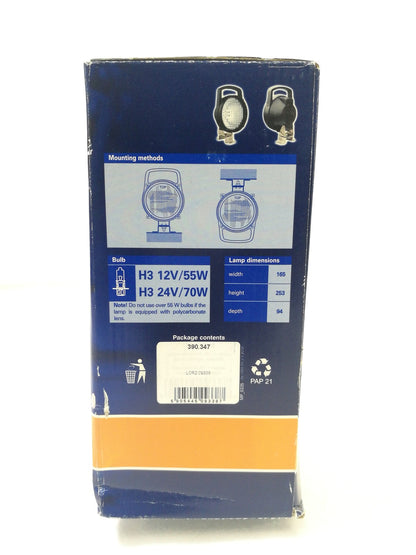 Mounting methods
Bulb
H3 12V/55W
H3 24V/70W
Note! Do not use over 55 W bulbs if the
lamp is equipped with polycarbonate
lens.
Lamp dimensions
width 165
height 253
depth 94
Package contents
390.347
PAP 21